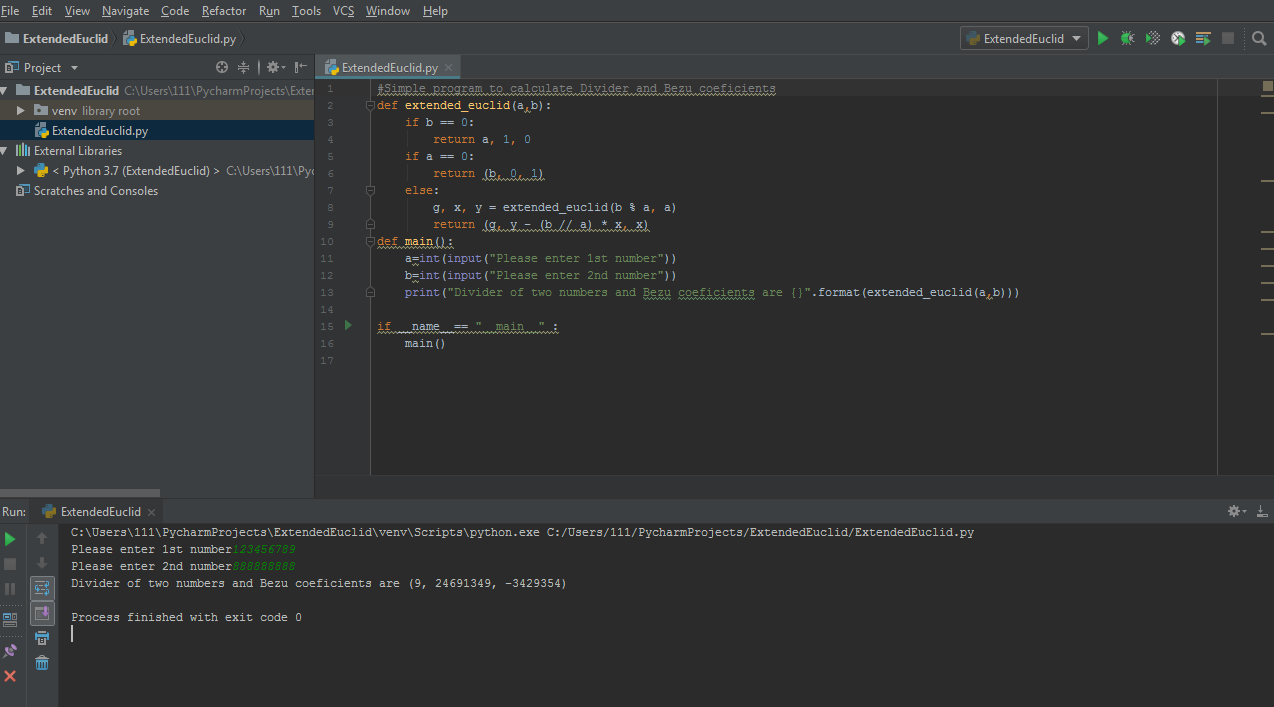 File Edit View Navigate Code Refactor Run Tools VCS Window Help
ExtendedEuclid ExtendedEuclid.py ExtendedEuclid
Project ExtendedEuclid.py
ExtendedEuclid C:\Users\111\PycharmProjects\Exter
venv library root
ExtendedEuclid.py
External Libraries
< Python 3.7 (ExtendedEuclid) > C:\Users\111\Pyc
Scratches and Consoles
1 #Simple program to calculate Divider and Bezu coeficients
2 def extended_euclid(a,b):
3 if b == 0:
4 return a, 1, 0
5 if a == 0:
6 return (b, 0, 1)
7 else:
8 g, x, y = extended_euclid(b % a, a)
9 return (g, y - (b // a) * x, x)
10 def main():
11 a=int(input("Please enter 1st number"))
12 b=int(input("Please enter 2nd number"))
13 print("Divider of two numbers and Bezu coeficients are {}".format(extended_euclid(a,b)))
14
15 if __name__== "__main__" :
16 main()
17
Run: ExtendedEuclid
C:\Users\111\PycharmProjects\ExtendedEuclid\venv\Scripts\python.exe C:/Users/111/PycharmProjects/ExtendedEuclid/ExtendedEuclid.py
Please enter 1st number123456789
Please enter 2nd number888888888
Divider of two numbers and Bezu coeficients are (9, 24691349, -3429354)
Process finished with exit code 0